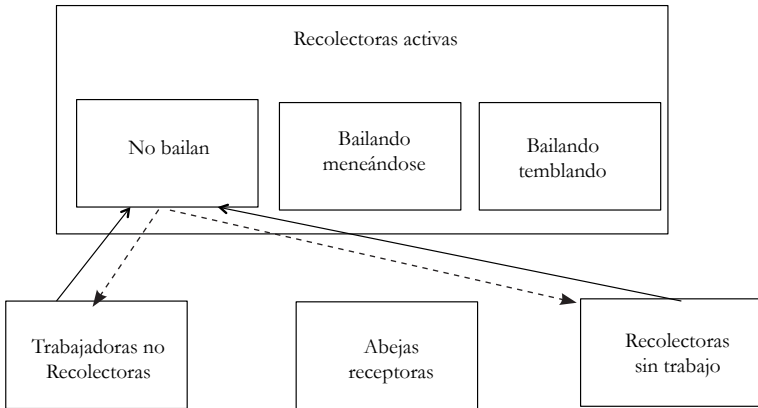 Recolectoras activas
No bailan
Bailando
meneándose
Bailando
temblando
Trabajadoras no
Recolectoras
Abejas
receptoras
Recolectoras
sin trabajo